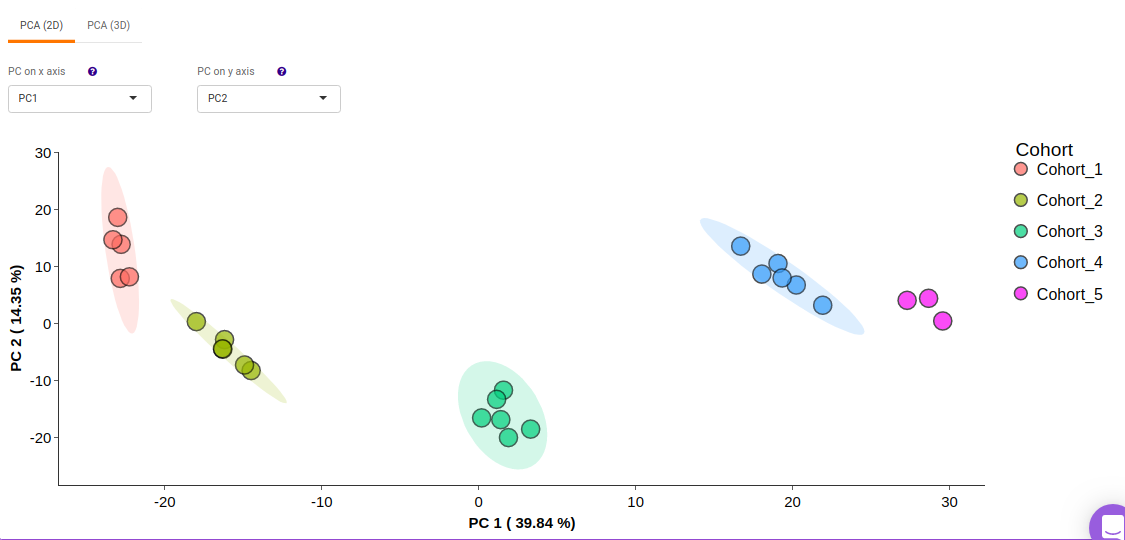 PCA (2D) PCA (3D)
PC on x axis ? PC on y axis ?
PC1 PC2
Cohort
Cohort_1
Cohort_2
Cohort_3
Cohort_4
Cohort_5
PC 2 ( 14.35 %)
30
20
10
0
-10
-20
-20 -10 0 10 20 30
PC 1 ( 39.84 %)